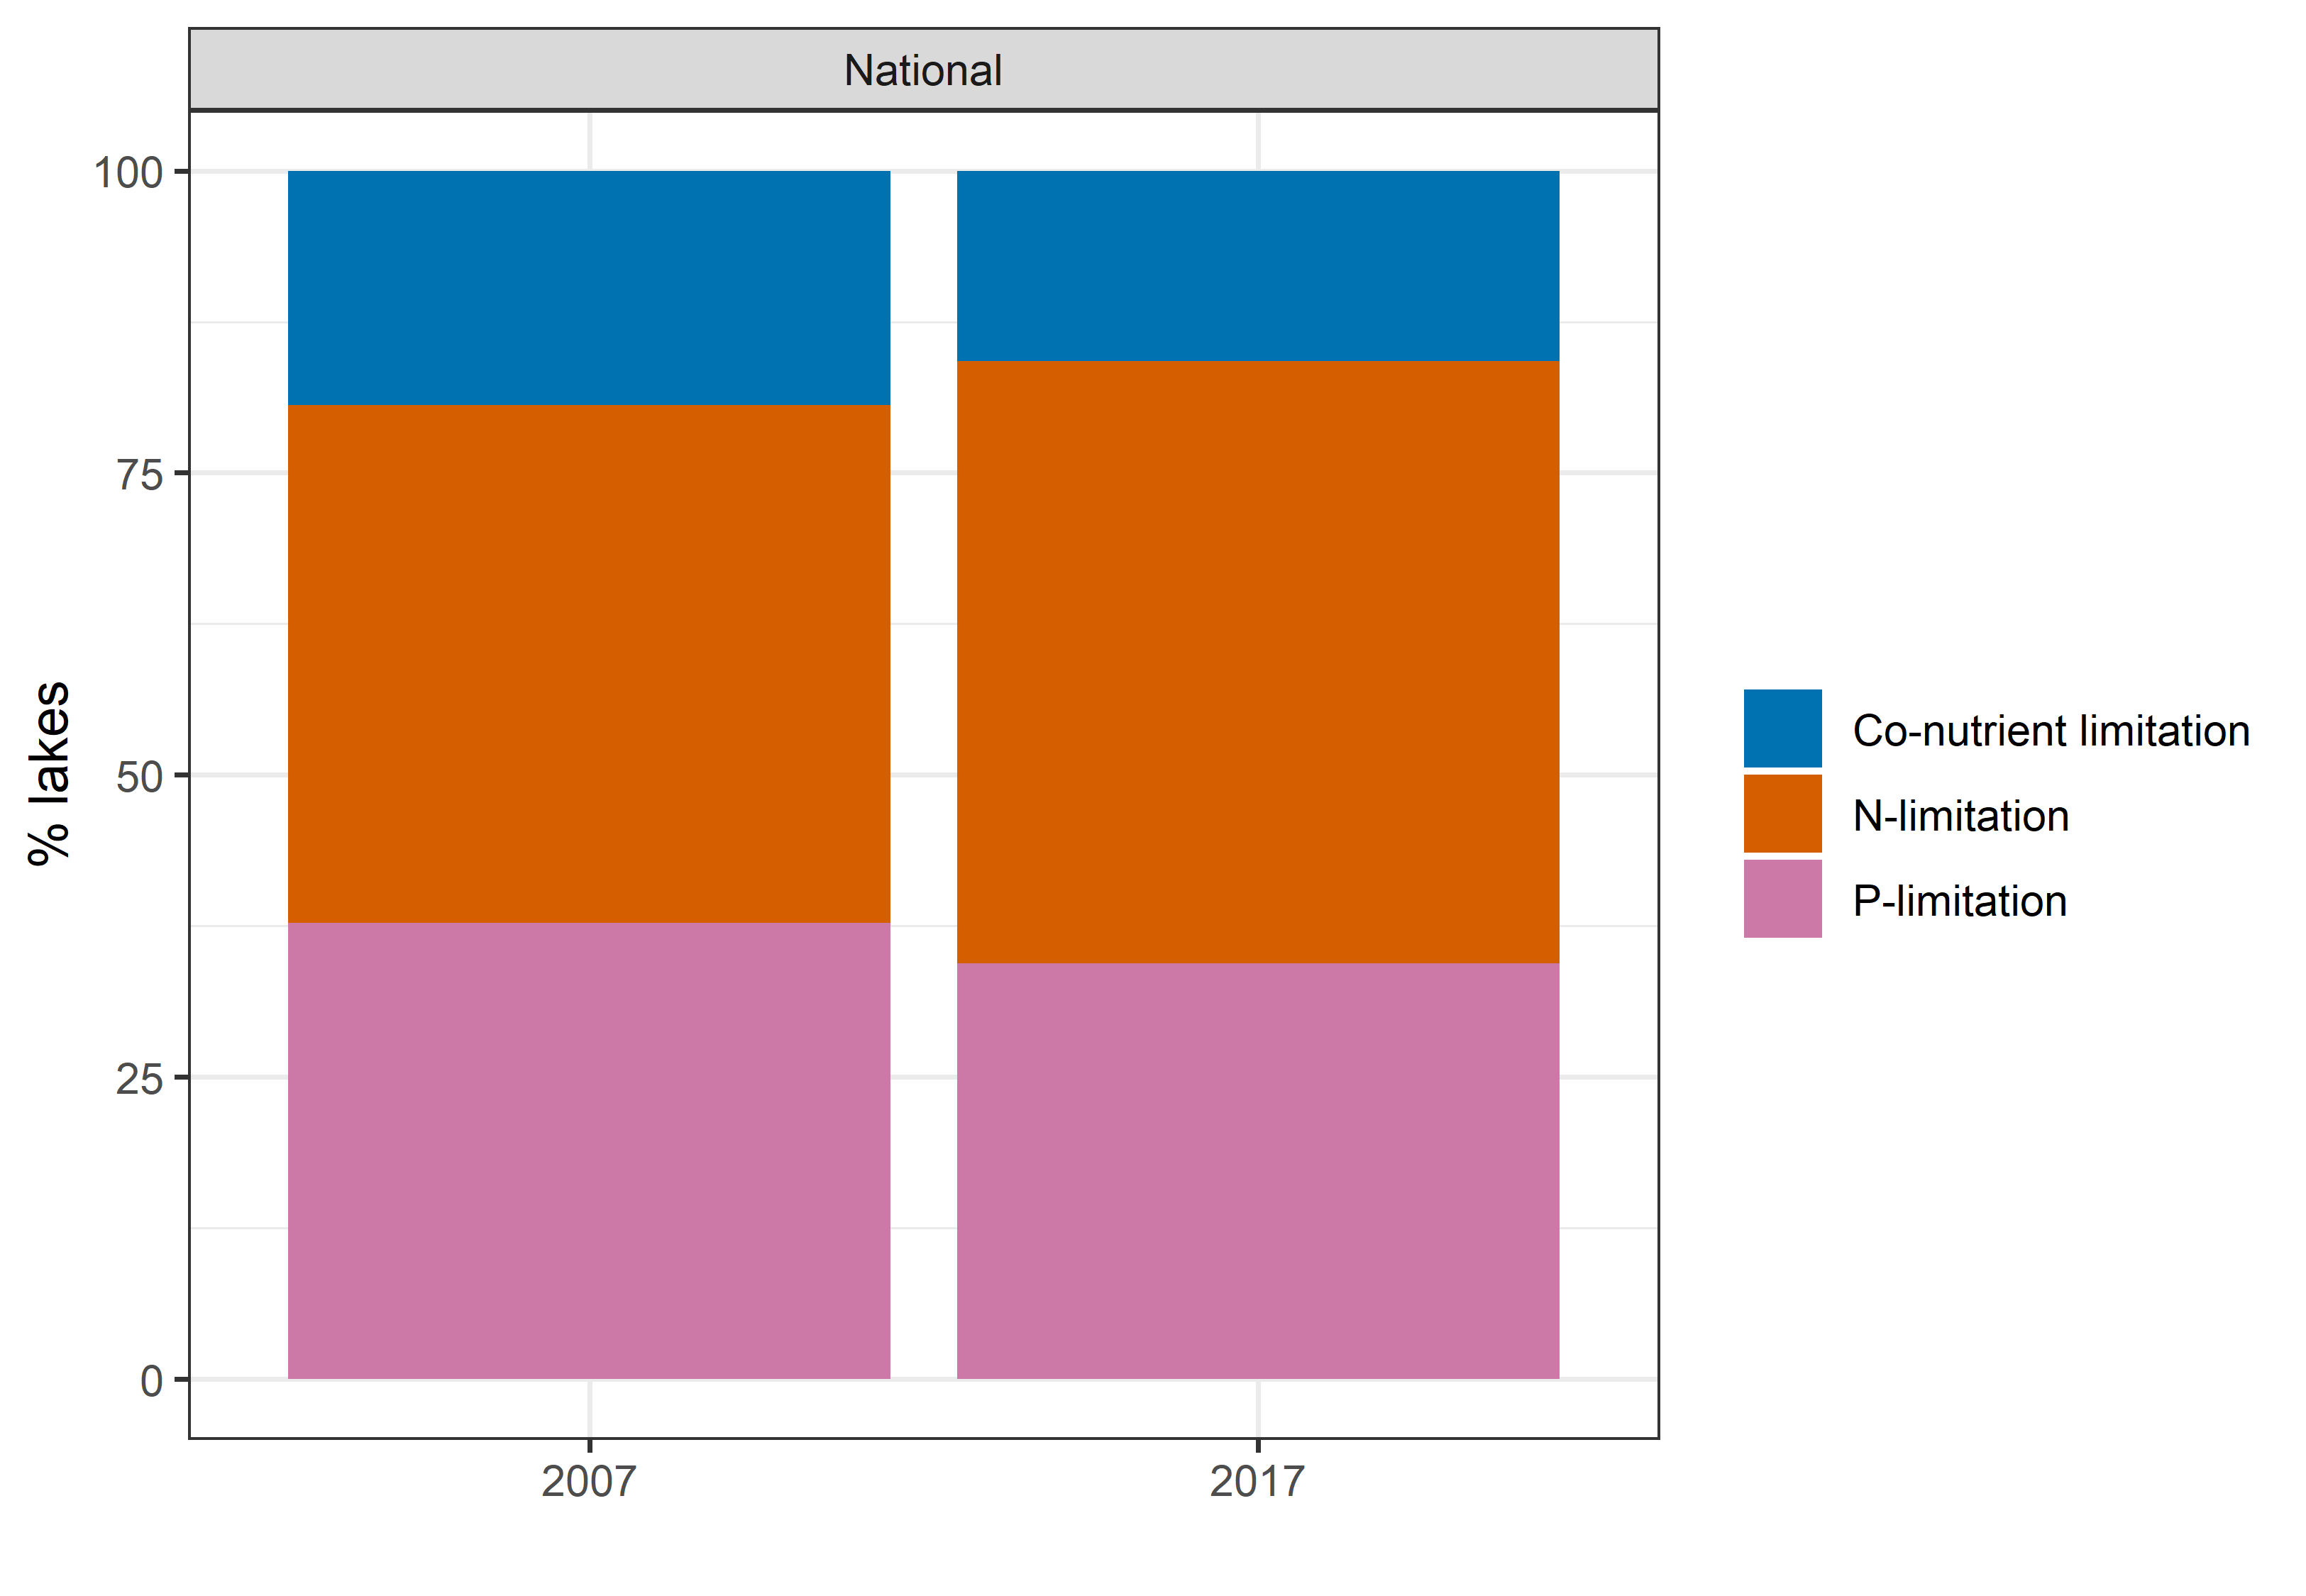 National
% lakes
100
75
50
25
0
2007
2017
Co-nutrient limitation
N-limitation
P-limitation